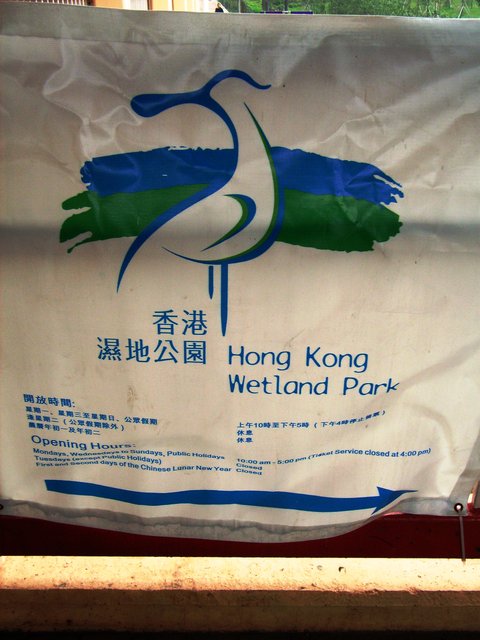 香港
濕地公園
Hong Kong
Wetland Park
開放時間:
星期一、星期三至星期日、公眾假期 上午10時至下午5時 (下午4時停止售票)
逢星期二 (公眾假期除外) 休息
農曆年初一及年初二 休息
Opening Hours:
Mondays, Wednesdays to Sundays, Public Holidays 10:00 am - 5:00 pm (Ticket Service closed at 4:00 pm)
Tuesdays (except Public Holidays) Closed
First and Second days of the Chinese Lunar New Year Closed